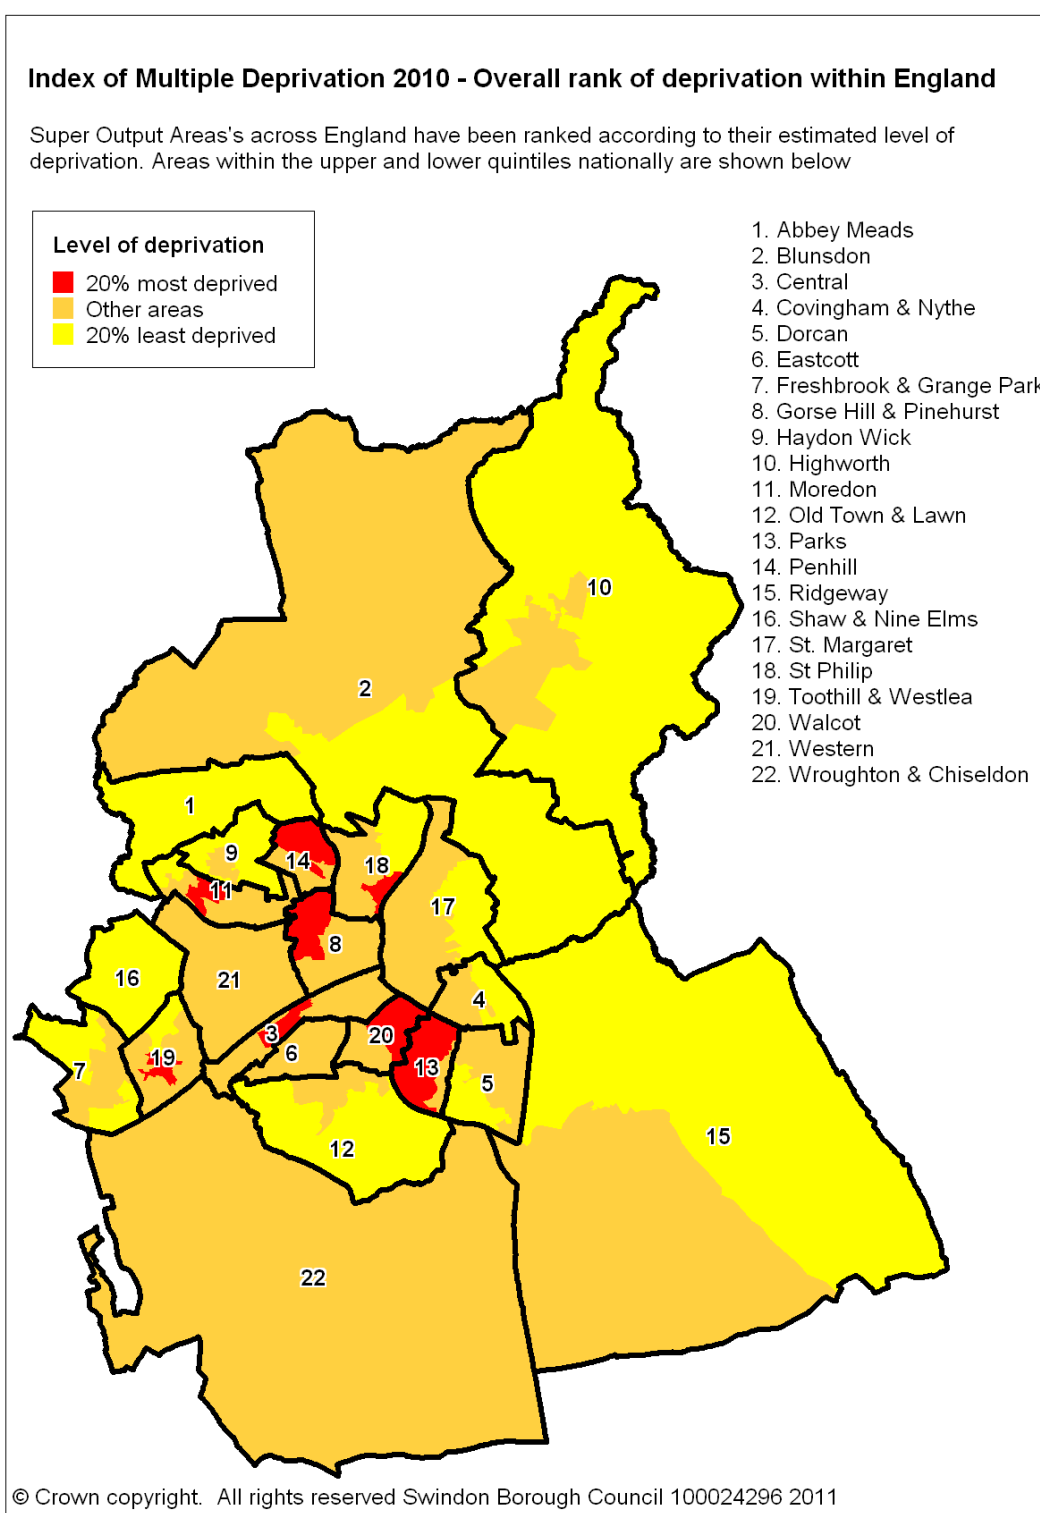 Index of Multiple Deprivation 2010 - Overall rank of deprivation within England
Super Output Areas's across England have been ranked according to their estimated level of
deprivation. Areas within the upper and lower quintiles nationally are shown below
Level of deprivation
20% most deprived
Other areas
20% least deprived
1. Abbey Meads
2. Blunsdon
3. Central
4. Covingham & Nythe
5. Dorcan
6. Eastcott
7. Freshbrook & Grange Park
8. Gorse Hill & Pinehurst
9. Haydon Wick
10. Highworth
11. Moredon
12. Old Town & Lawn
13. Parks
14. Penhill
15. Ridgeway
16. Shaw & Nine Elms
17. St. Margaret
18. St Philip
19. Toothill & Westlea
20. Walcot
21. Western
22. Wroughton & Chiseldon
10
2
1
9
14
18
11
17
8
16
21
4
3
20
6
19
13
7
5
15
12
22
© Crown copyright. All rights reserved Swindon Borough Council 100024296 2011